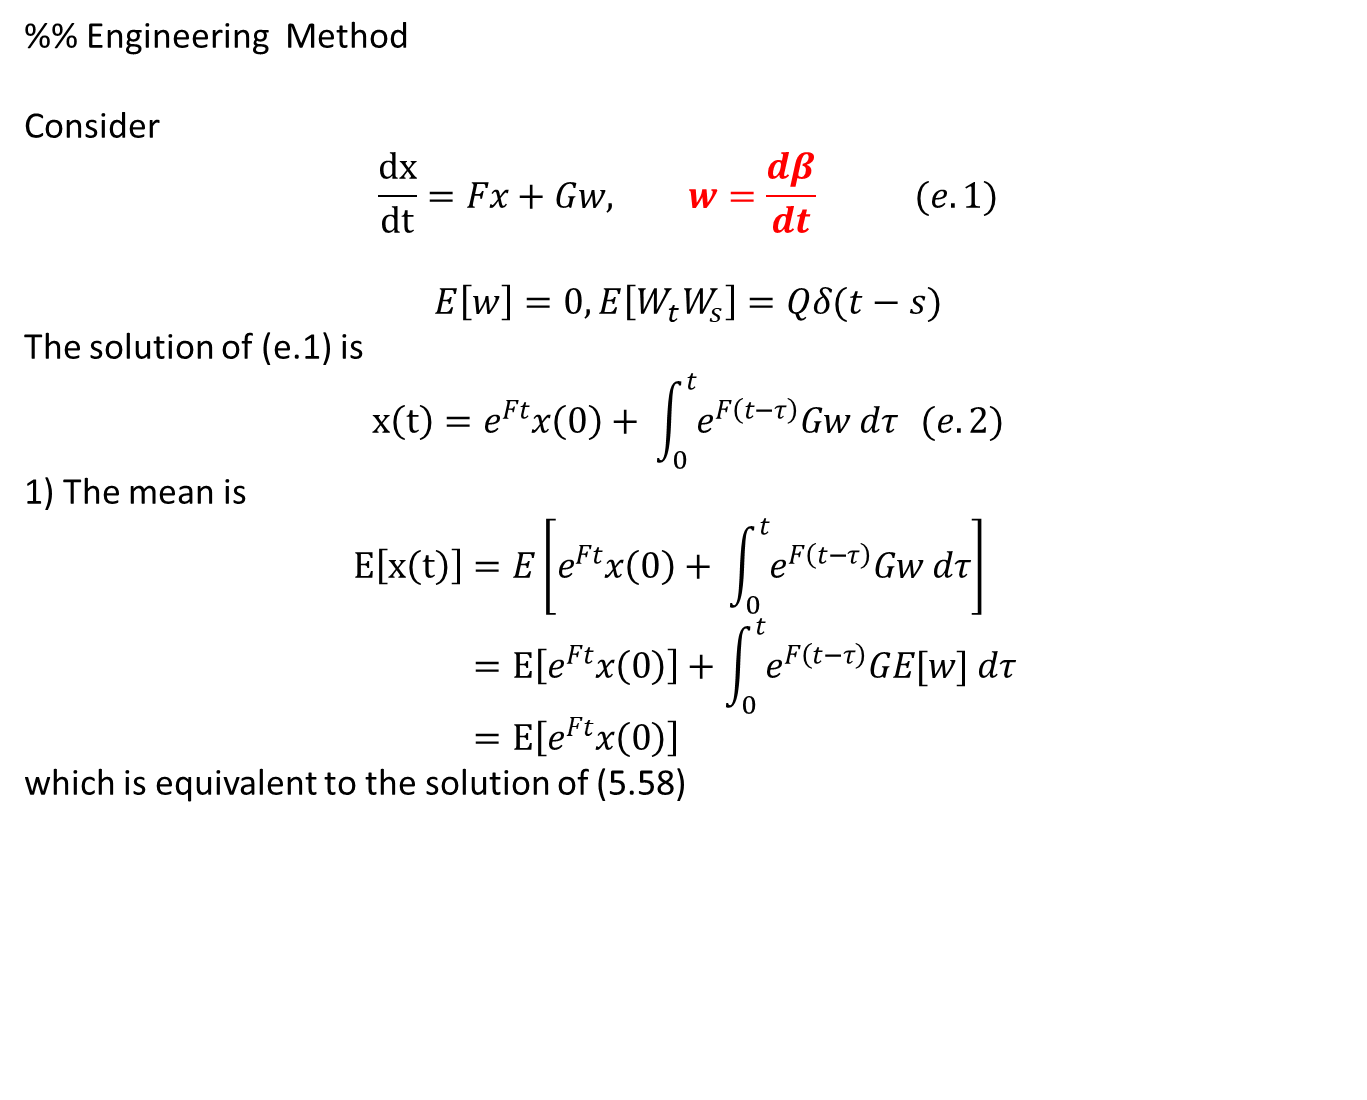 %% Engineering  Method
Consider
dx/dt = Fx + Gw,   w = dβ/dt   (e.1)
E[w] = 0, E[W_t W_s] = Qδ(t − s)
The solution of (e.1) is
x(t) = e^{Ft}x(0) + ∫_0^t e^{F(t−τ)}Gw dτ  (e.2)
1) The mean is
E[x(t)] = E[e^{Ft}x(0) + ∫_0^t e^{F(t−τ)}Gw dτ]
= E[e^{Ft}x(0)] + ∫_0^t e^{F(t−τ)}GE[w] dτ
= E[e^{Ft}x(0)]
which is equivalent to the solution of (5.58)